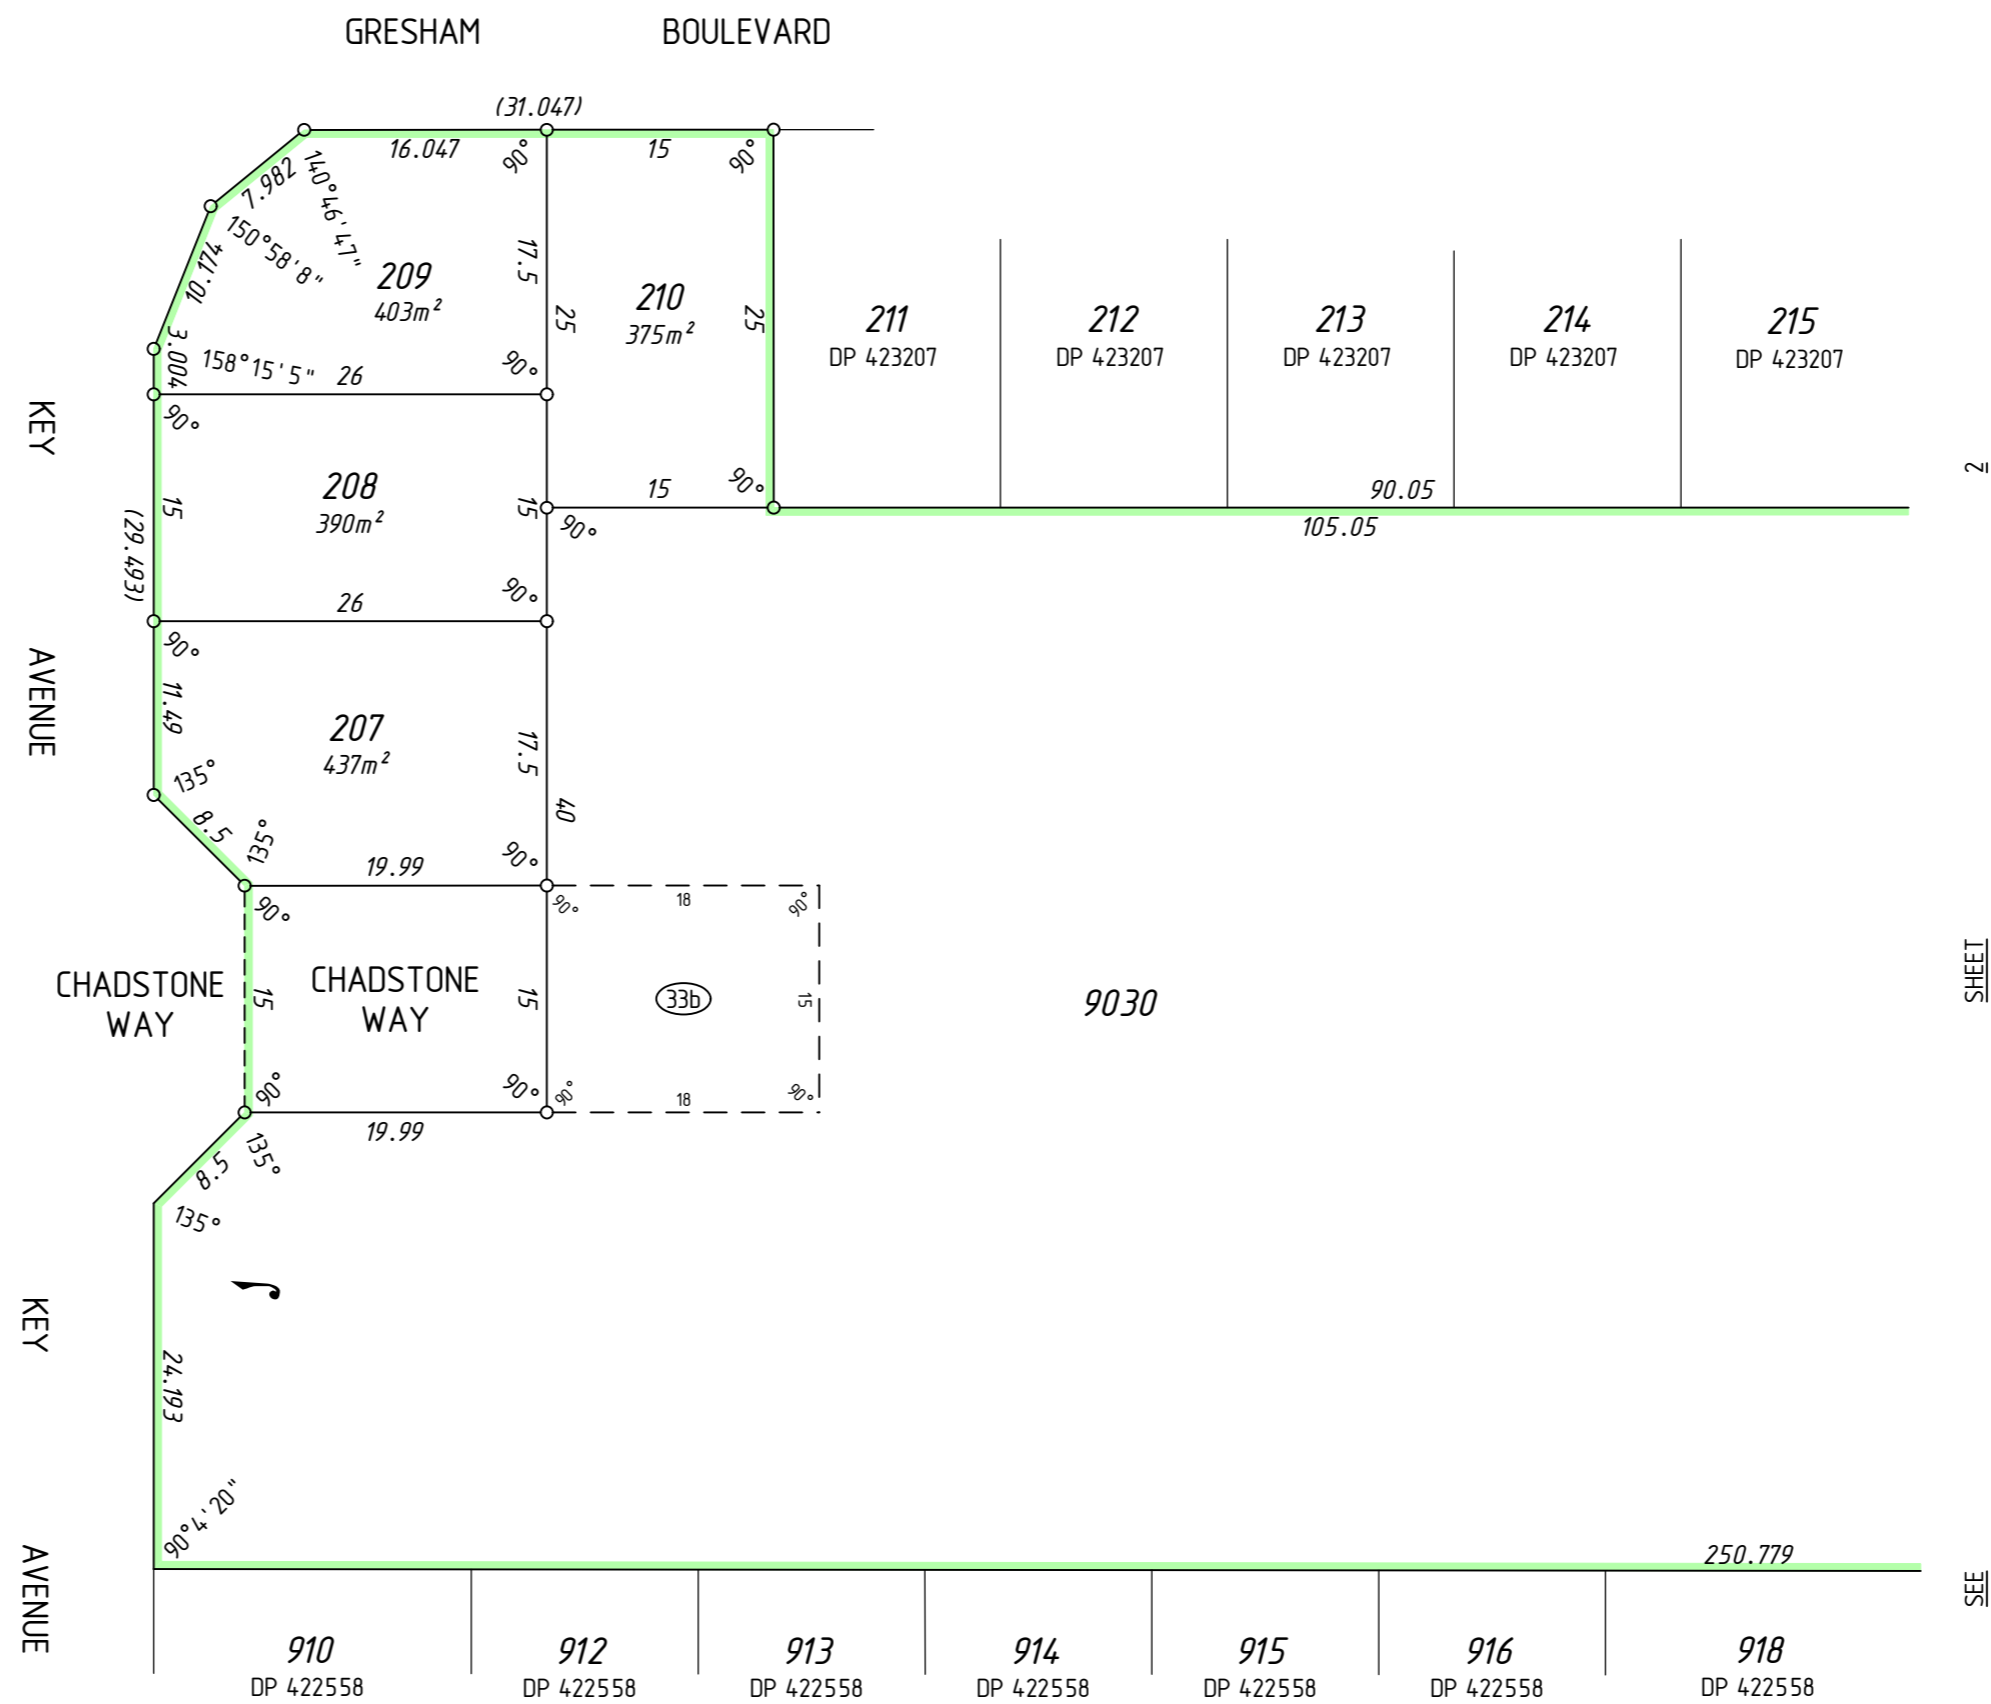 GRESHAM BOULEVARD
(31.047)
16.047
90°
15
90°
7.982
140°46'47"
150°58'8"
10.174
209
403m²
17.5
25
210
375m²
25
211
DP 423207
212
DP 423207
213
DP 423207
214
DP 423207
215
DP 423207
3.004
158°15'5"
26
90°
KEY
90°
208
390m²
15
15
(29.493)
15
90°
90°
90.05
105.05
2
26
90°
AVENUE
90°
11.49
207
437m²
17.5
40
135°
8.5
135°
19.99
90°
90°
90°
18
90°
CHADSTONE
WAY
15
CHADSTONE
WAY
15
33b
15
9030
SHEET
90°
90°
90°
18
90°
19.99
135°
8.5
135°
KEY
24.193
90°4'20"
250.779
AVENUE
SEE
910
DP 422558
912
DP 422558
913
DP 422558
914
DP 422558
915
DP 422558
916
DP 422558
918
DP 422558